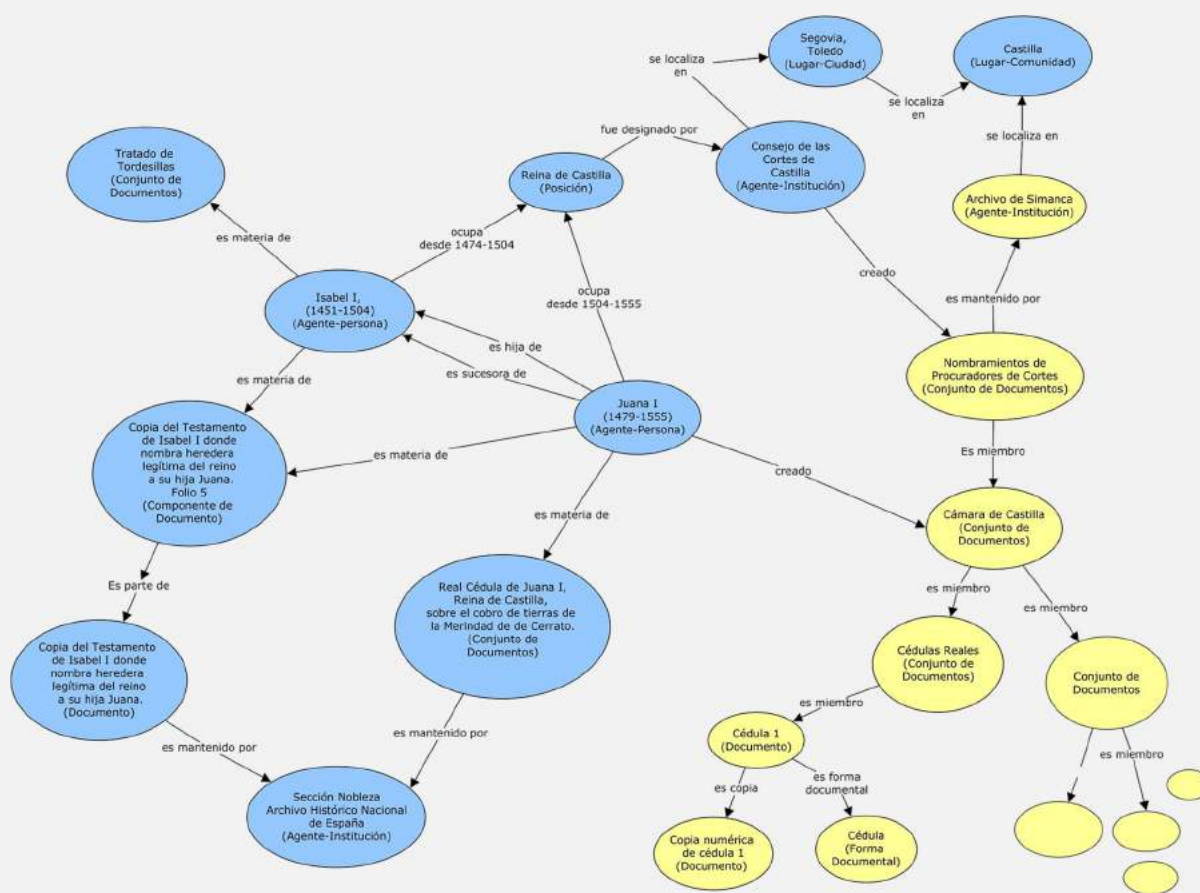 Segovia,
Toledo
(Lugar-Ciudad)
Castilla
(Lugar-Comunidad)
se localiza
en
se localiza
en
se localiza en
fue designado por
Consejo de las
Cortes de
Castilla
(Agente-Institución)
Tratado de
Tordesillas
(Conjunto de
Documentos)
Reina de Castilla
(Posición)
Archivo de Simanca
(Agente-Institución)
es materia de
ocupa
desde 1474-1504
creado
ocupa
desde 1504-1555
es mantenido por
Isabel I,
(1451-1504)
(Agente-persona)
es hija de
es sucesora de
es materia de
Nombramientos de
Procuradores de Cortes
(Conjunto de Documentos)
Juana I
(1479-1555)
(Agente-Persona)
Copia del Testamento
de Isabel I donde
nombra heredera
legítima del reino
a su hija Juana.
Folio 5
(Componente de
Documento)
es materia de
creado
Es miembro
es materia de
Cámara de Castilla
(Conjunto de
Documentos)
Es parte de
Real Cédula de Juana I,
Reina de Castilla,
sobre el cobro de tierras de
la Merindad de de Cerrato.
(Conjunto de
Documentos)
es miembro
es miembro
Copia del Testamento
de Isabel I donde
nombra heredera
legítima del reino
a su hija Juana.
(Documento)
Cédulas Reales
(Conjunto de
Documentos)
Conjunto de
Documentos
es miembro
es mantenido por
es mantenido por
Cédula 1
(Documento)
es miembro
es copia
es forma
documental
Sección Nobleza
Archivo Histórico Nacional
de España
(Agente-Institución)
Copia numérica
de cédula 1
(Documento)
Cédula
(Forma
Documental)